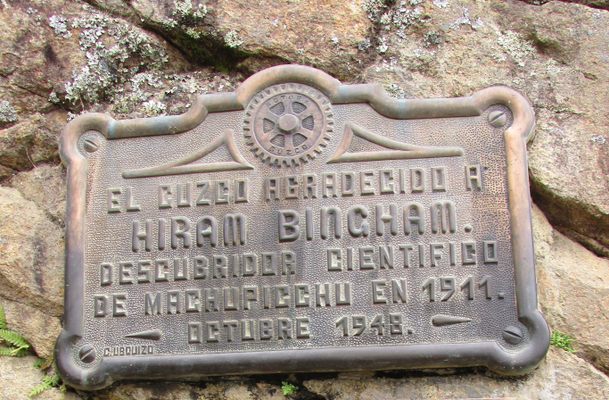 EL CUZCO AGRADECIDO A
HIRAM BINGHAM.
DESCUBRIDOR CIENTIFICO
DE MACHUPICCHU EN 1911.
OCTUBRE 1948.